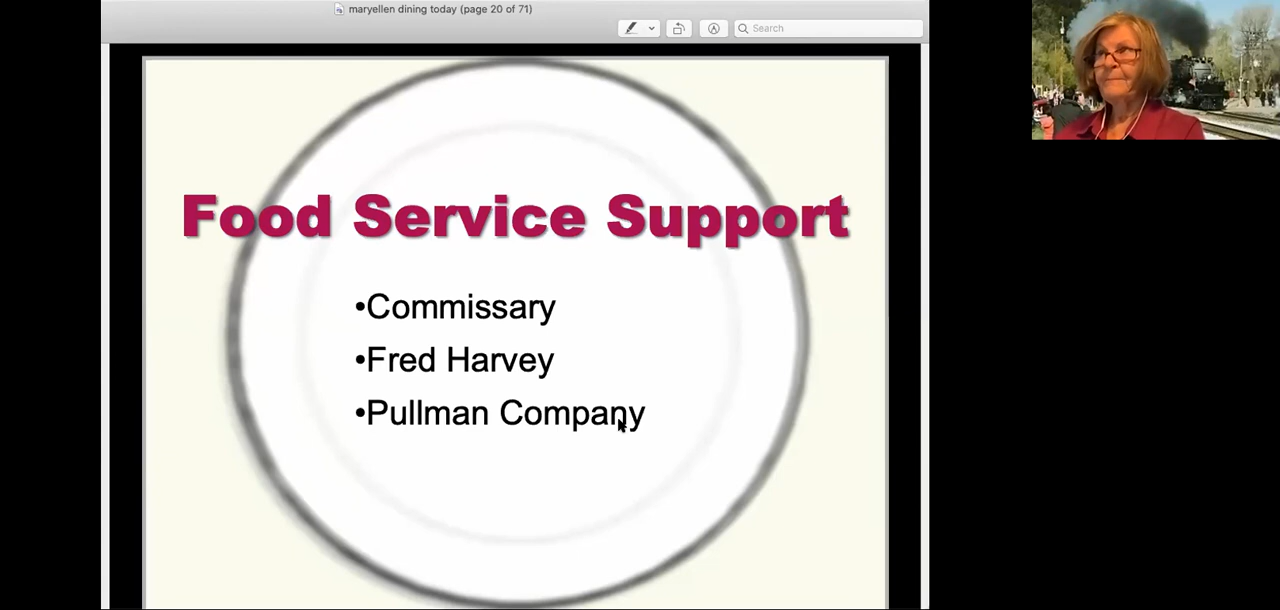 maryellen dining today (page 20 of 71)
Search
Food Service Support
•Commissary
•Fred Harvey
•Pullman Company